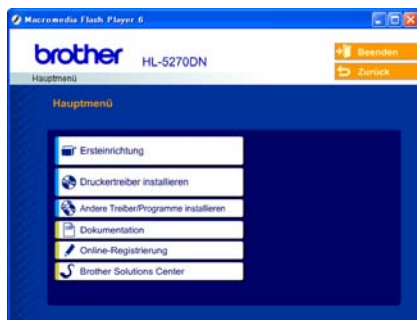 Macromedia Flash Player 6
brother HL-5270DN
Beenden
Zurück
Hauptmenü
Hauptmenü
Ersteinrichtung
Druckertreiber installieren
Andere Treiber/Programme installieren
Dokumentation
Online-Registrierung
Brother Solutions Center